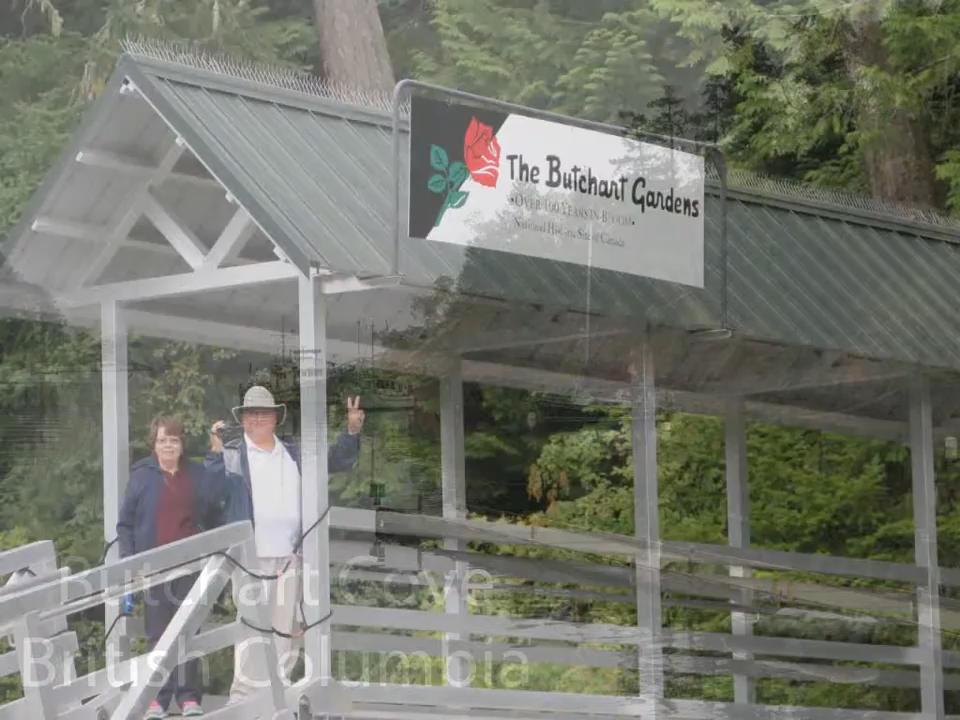 The Butchart Gardens
•OVER 100 YEARS IN BLOOM•
National Historic Site of Canada
Butchart Cove
British Columbia